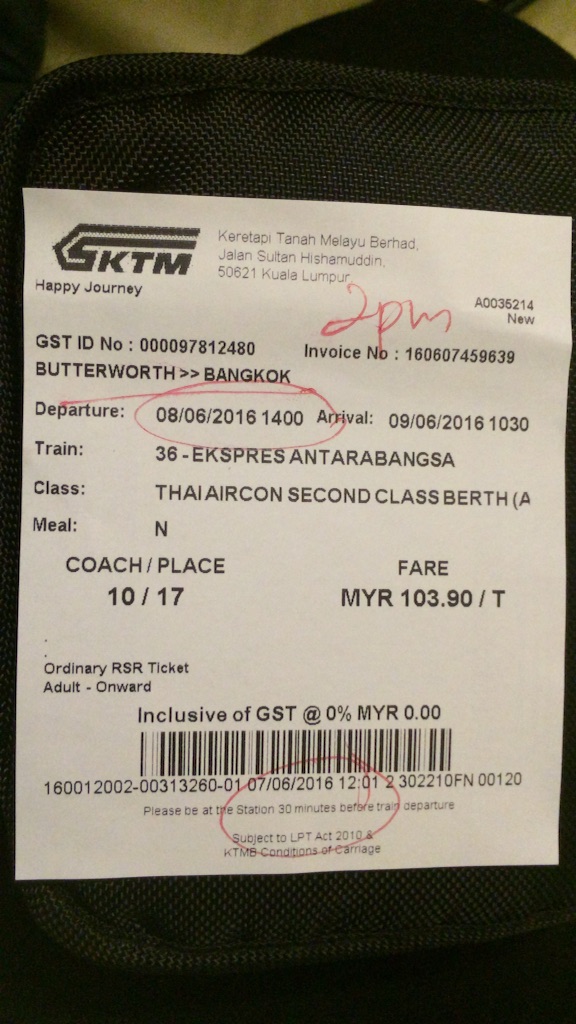 KTM
Happy Journey
Keretapi Tanah Melayu Berhad,
Jalan Sultan Hishamuddin,
50621 Kuala Lumpur
2pm
A0035214
New
GST ID No : 000097812480
Invoice No : 160607459639
BUTTERWORTH >> BANGKOK
Departure: 08/06/2016 1400 Arrival: 09/06/2016 1030
Train: 36 - EKSPRES ANTARABANGSA
Class: THAI AIRCON SECOND CLASS BERTH (A
Meal: N
COACH / PLACE FARE
10 / 17 MYR 103.90 / T
Ordinary RSR Ticket
Adult - Onward
Inclusive of GST @ 0% MYR 0.00
160012002-00313260-01 07/06/2016 12:01 2 302210FN 00120
Please be at the Station 30 minutes before train departure
Subject to LPT Act 2010 &
KTMB Conditions of Carriage